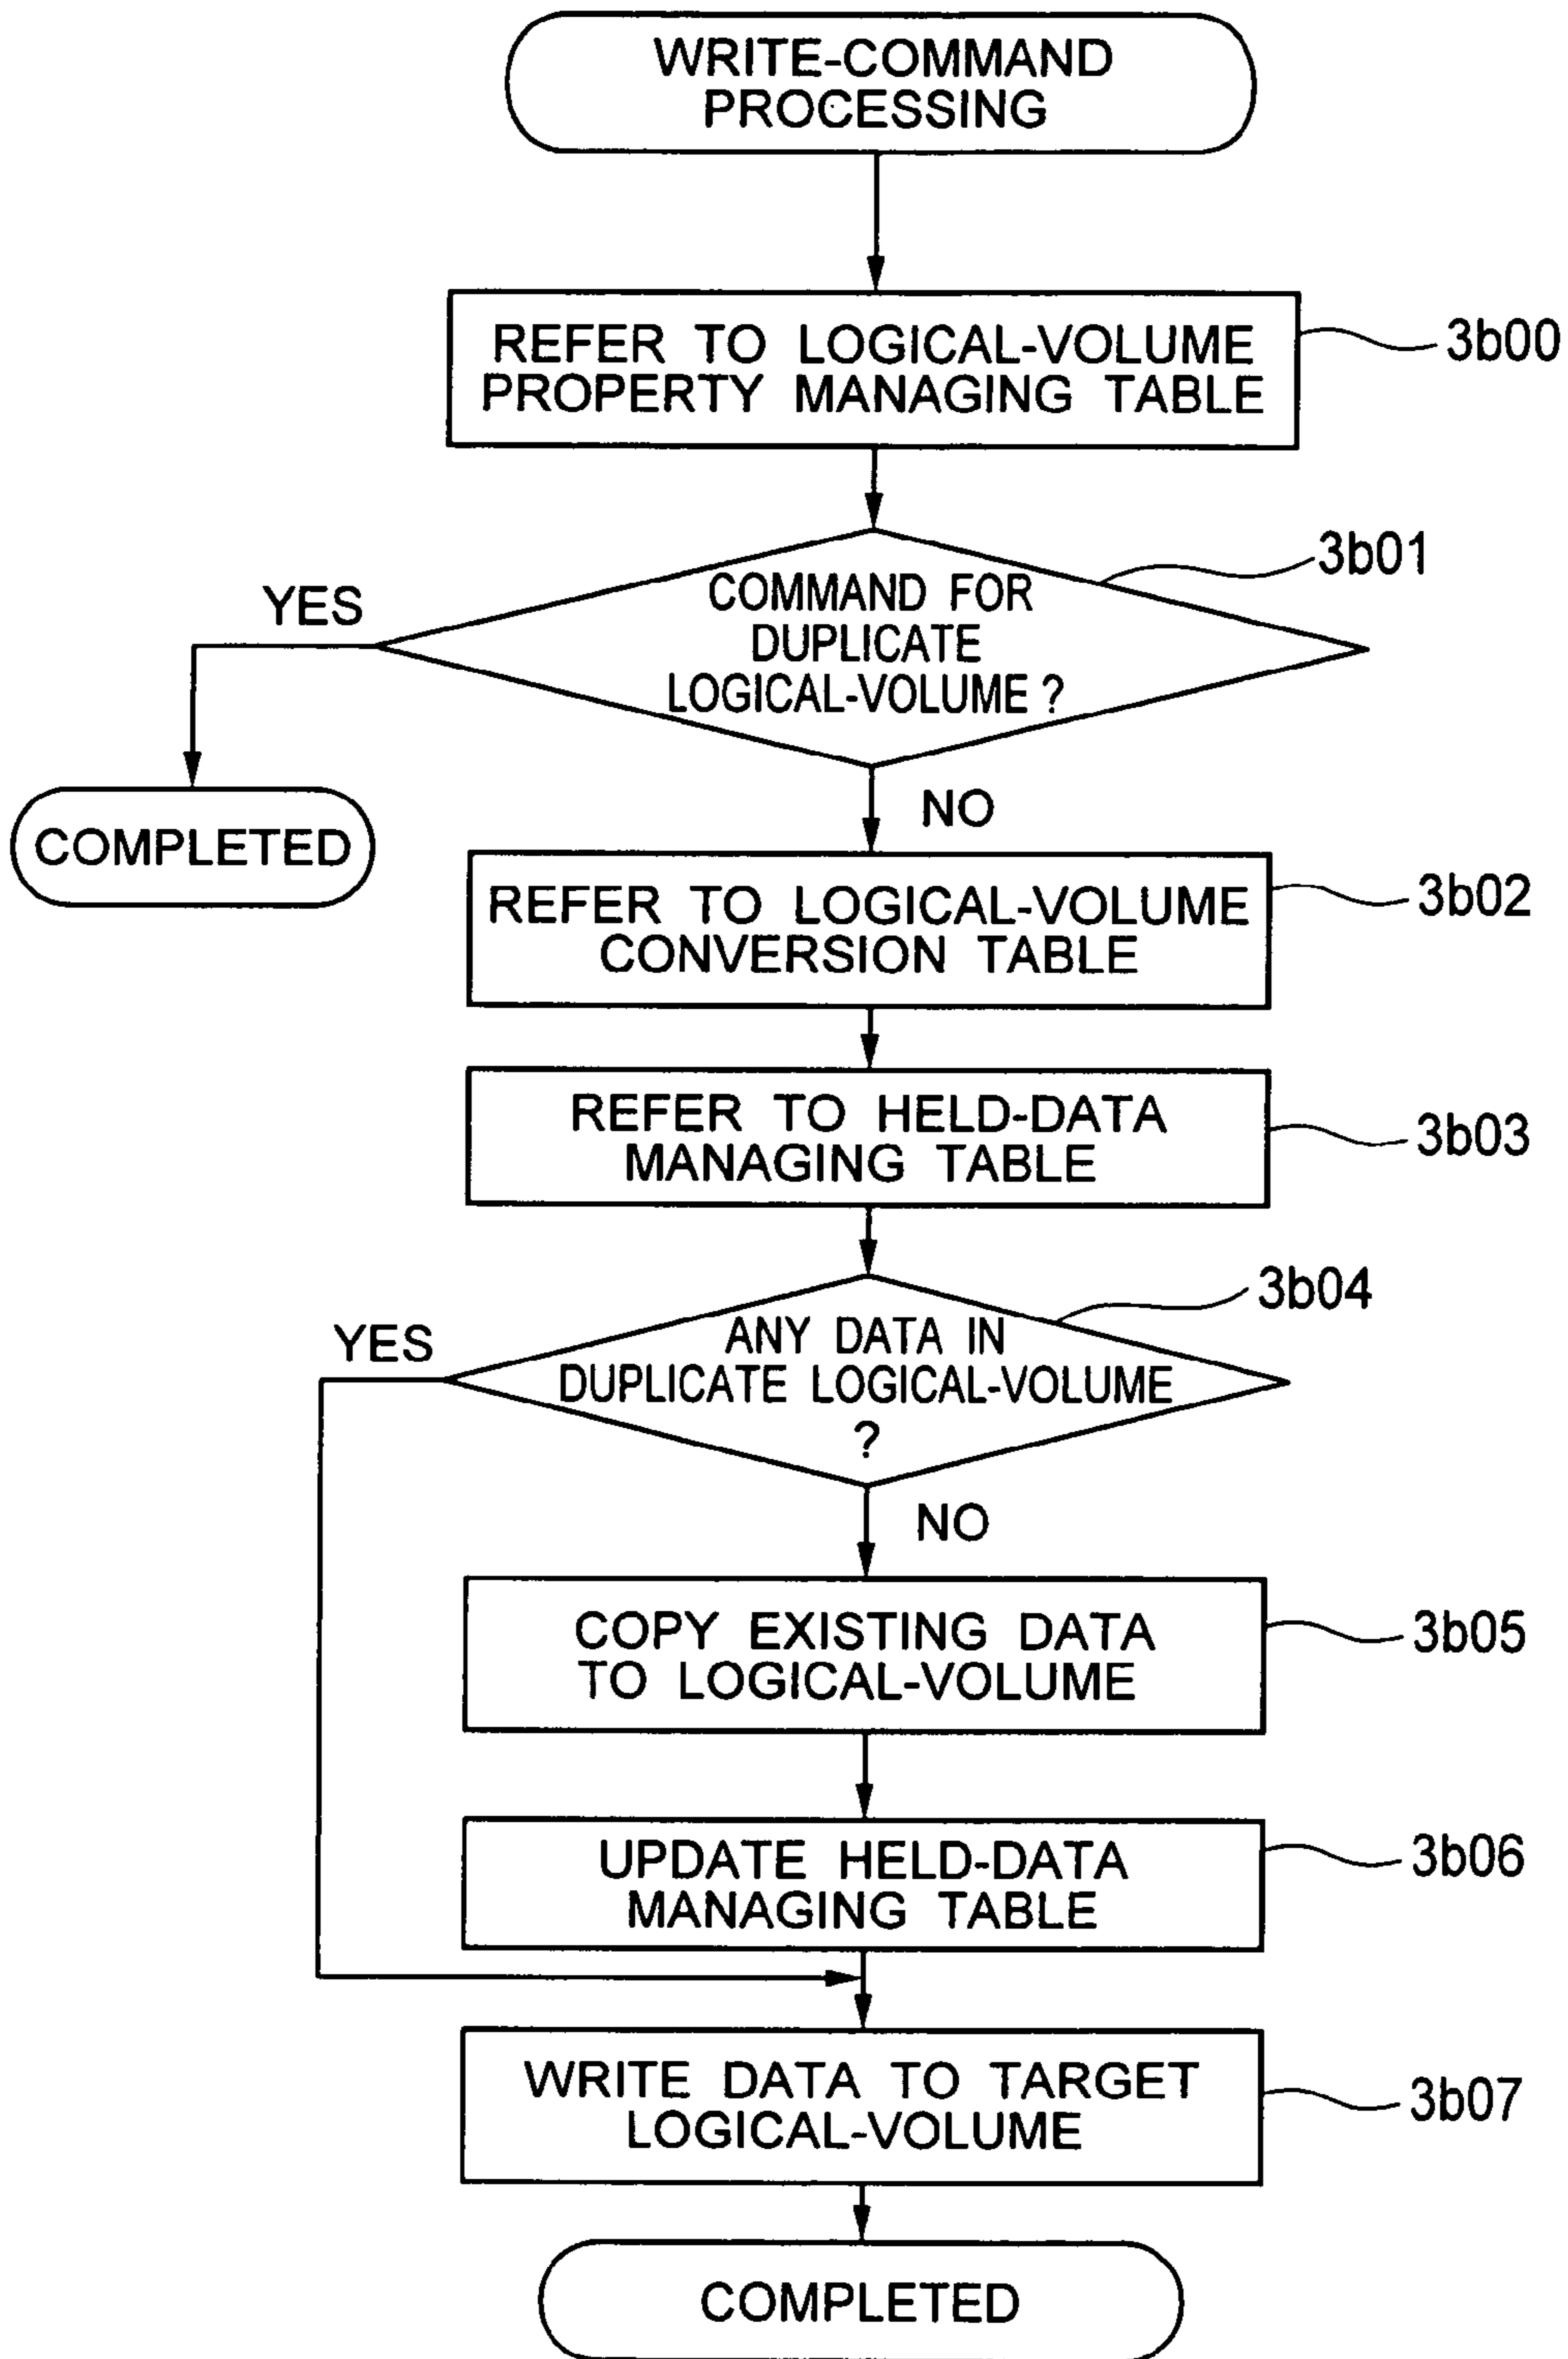 WRITE-COMMAND
PROCESSING
REFER TO LOGICAL-VOLUME
PROPERTY MANAGING TABLE
3b00
COMMAND FOR
DUPLICATE
LOGICAL-VOLUME ?
3b01
YES
COMPLETED
NO
REFER TO LOGICAL-VOLUME
CONVERSION TABLE
3b02
REFER TO HELD-DATA
MANAGING TABLE
3b03
ANY DATA IN
DUPLICATE LOGICAL-VOLUME
?
3b04
YES
NO
COPY EXISTING DATA
TO LOGICAL-VOLUME
3b05
UPDATE HELD-DATA
MANAGING TABLE
3b06
WRITE DATA TO TARGET
LOGICAL-VOLUME
3b07
COMPLETED